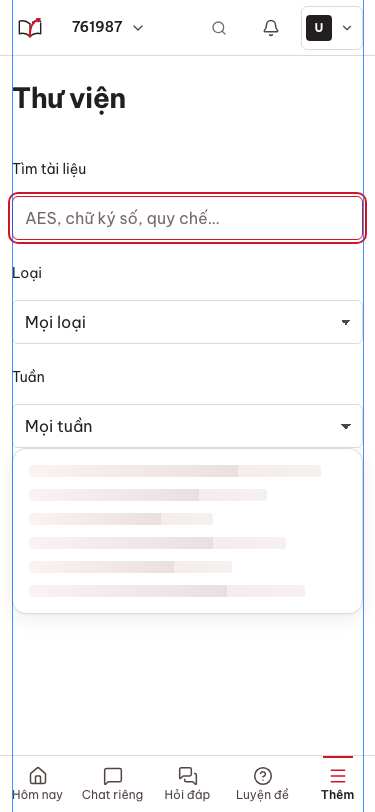 761987
U
Thư viện
Tìm tài liệu
AES, chữ ký số, quy chế...
Loại
Mọi loại
Tuần
Mọi tuần
Hôm nay
Chat riêng
Hỏi đáp
Luyện đề
Thêm